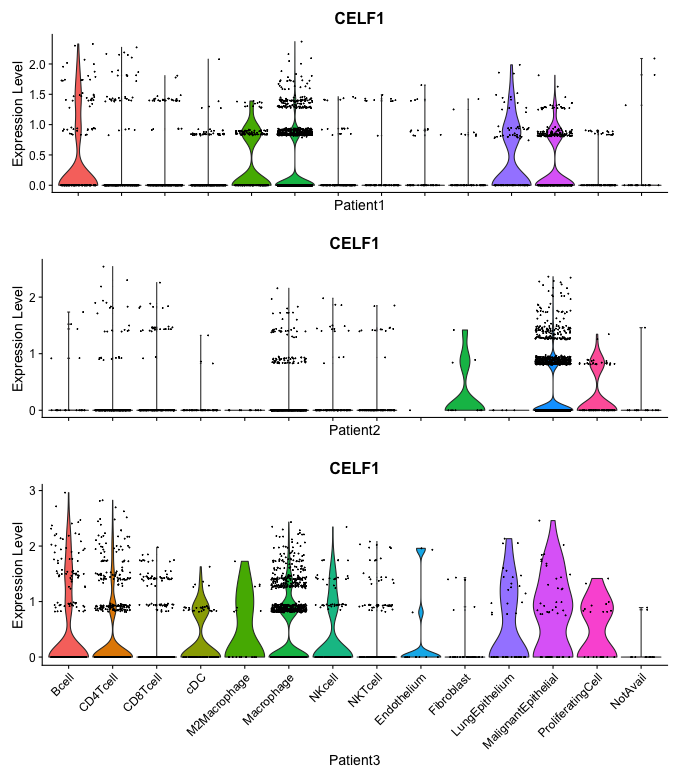 CELF1
Expression Level
2.0
1.5
1.0
0.5
0.0
Patient1
CELF1
Expression Level
2
1
0
Patient2
CELF1
Expression Level
3
2
1
0
Bcell
CD4Tcell
CD8Tcell
cDC
M2Macrophage
Macrophage
NKcell
NKTcell
Endothelium
Fibroblast
LungEpithelium
MalignantEpithelial
ProliferatingCell
NotAvail
Patient3